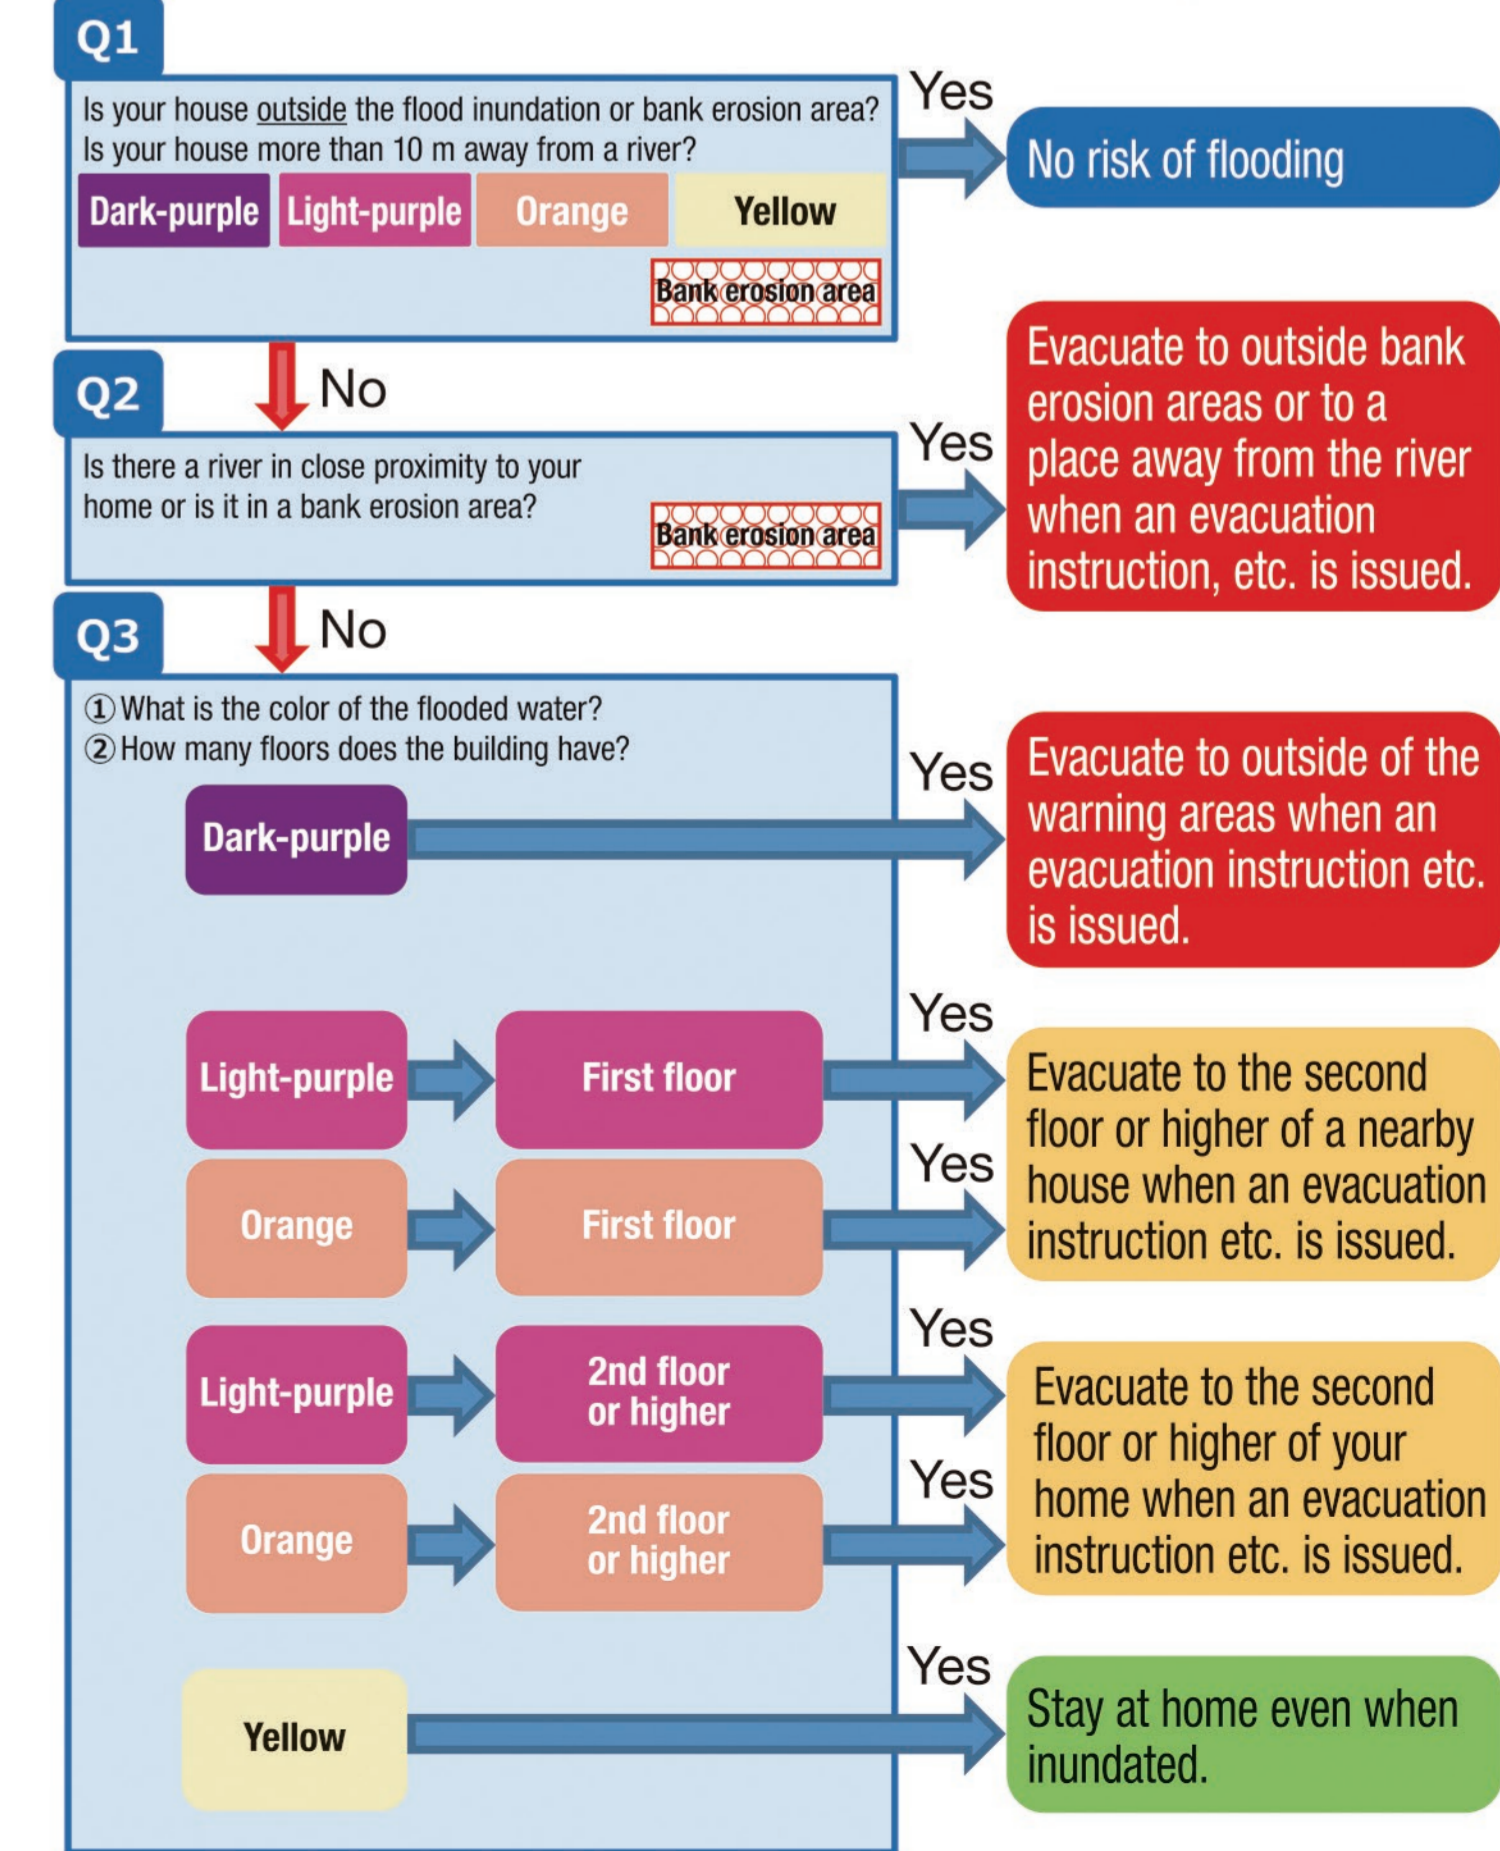 Q1
Is your house outside the flood inundation or bank erosion area?
Is your house more than 10 m away from a river?
Dark-purple
Light-purple
Orange
Yellow
Bank erosion area
Yes
No risk of flooding
No
Q2
Is there a river in close proximity to your
home or is it in a bank erosion area?
Bank erosion area
Yes
Evacuate to outside bank
erosion areas or to a
place away from the river
when an evacuation
instruction, etc. is issued.
No
Q3
①What is the color of the flooded water?
②How many floors does the building have?
Dark-purple
Yes
Evacuate to outside of the
warning areas when an
evacuation instruction etc.
is issued.
Light-purple
First floor
Yes
Orange
First floor
Yes
Evacuate to the second
floor or higher of a nearby
house when an evacuation
instruction etc. is issued.
Light-purple
2nd floor
or higher
Yes
Orange
2nd floor
or higher
Yes
Evacuate to the second
floor or higher of your
home when an evacuation
instruction etc. is issued.
Yellow
Yes
Stay at home even when
inundated.